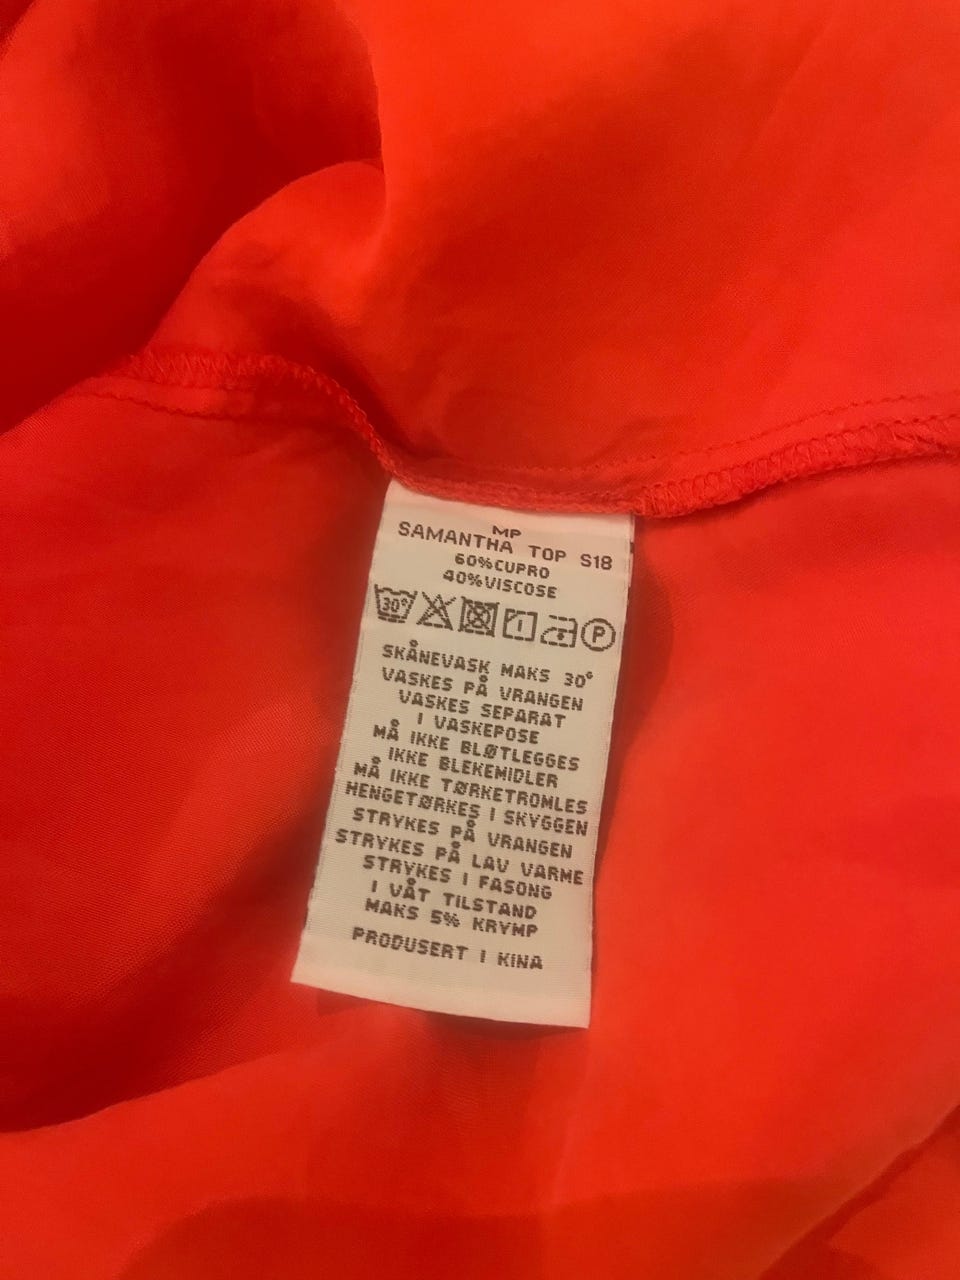 MP
SAMANTHA TOP S18
60%CUPRO
40%VISCOSE
30° P
SKÅNEVASK MAKS 30°
VASKES PÅ VRANGEN
VASKES SEPARAT
I VASKEPOSE
MÅ IKKE BLØTLEGGES
IKKE BLEKEMIDLER
MÅ IKKE TØRKETROMLES
HENGETØRKES I SKYGGEN
STRYKES PÅ VRANGEN
STRYKES PÅ LAV VARME
STRYKES I FASONG
I VÅT TILSTAND
MAKS 5% KRYMP
PRODUSERT I KINA